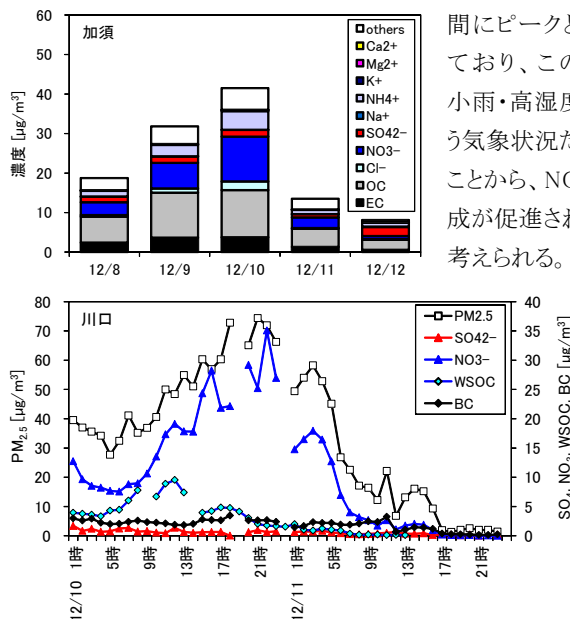 加須
60
50
40
30
20
10
0
濃度 [μg/m³]
others
Ca2+
Mg2+
K+
NH4+
Na+
SO42−
NO3−
Cl−
OC
EC
12/8 12/9 12/10 12/11 12/12
間にピークと
ており、この
小雨・高湿度
う気象状況だ
ことから、NO
成が促進され
考えられる。
川口
80
70
60
50
40
30
20
10
0
PM2.5 [μg/m³]
PM2.5
SO42−
NO3−
WSOC
BC
40
35
30
25
20
15
10
5
0
SO4, NO3, WSOC, BC [μg/m³]
1時 5時 9時 13時 17時 21時 1時 5時 9時 13時 17時 21時
12/10 12/11